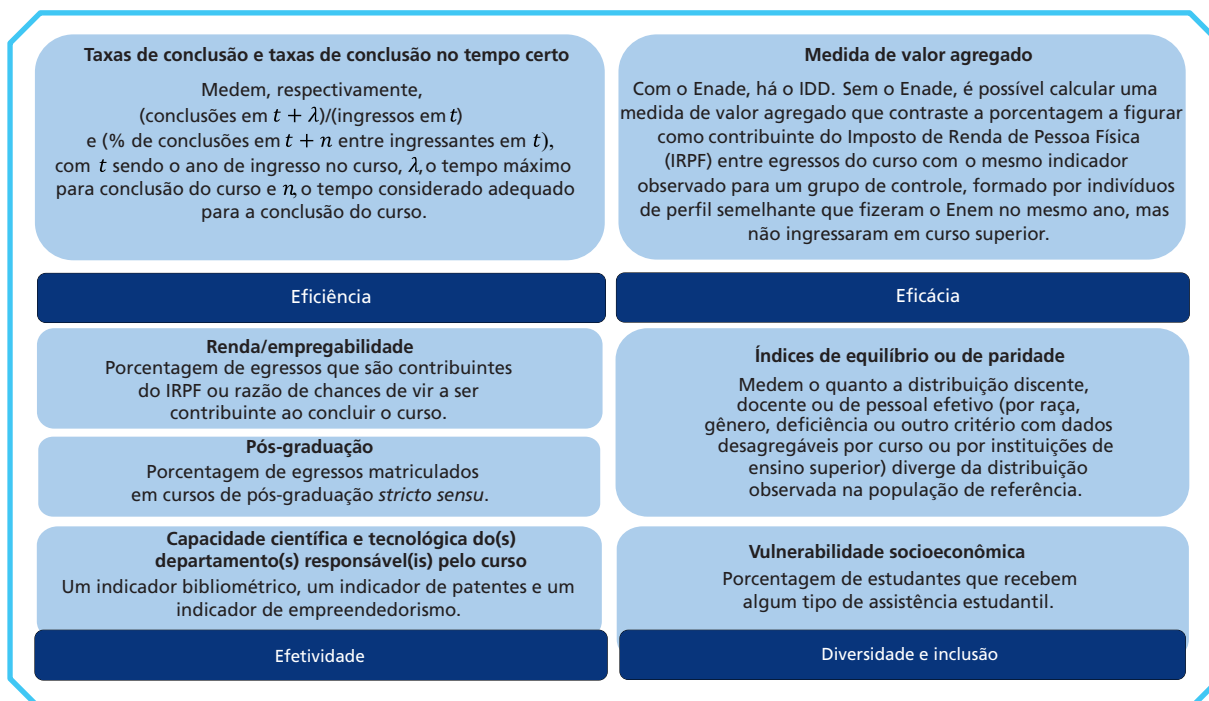 Taxas de conclusão e taxas de conclusão no tempo certo
Medem, respectivamente,
(conclusões em t + λ)/(ingressos em t)
e (% de conclusões em t + n entre ingressantes em t),
com t sendo o ano de ingresso no curso, λ, o tempo máximo
para conclusão do curso e n, o tempo considerado adequado
para a conclusão do curso.
Eficiência
Medida de valor agregado
Com o Enade, há o IDD. Sem o Enade, é possível calcular uma
medida de valor agregado que contraste a porcentagem a figurar
como contribuinte do Imposto de Renda de Pessoa Física
(IRPF) entre egressos do curso com o mesmo indicador
observado para um grupo de controle, formado por indivíduos
de perfil semelhante que fizeram o Enem no mesmo ano, mas
não ingressaram em curso superior.
Eficácia
Renda/empregabilidade
Porcentagem de egressos que são contribuintes
do IRPF ou razão de chances de vir a ser
contribuinte ao concluir o curso.
Pós-graduação
Porcentagem de egressos matriculados
em cursos de pós-graduação stricto sensu.
Capacidade científica e tecnológica do(s)
departamento(s) responsável(is) pelo curso
Um indicador bibliométrico, um indicador de patentes e um
indicador de empreendedorismo.
Efetividade
Índices de equilíbrio ou de paridade
Medem o quanto a distribuição discente,
docente ou de pessoal efetivo (por raça,
gênero, deficiência ou outro critério com dados
desagregáveis por curso ou por instituições de
ensino superior) diverge da distribuição
observada na população de referência.
Vulnerabilidade socioeconômica
Porcentagem de estudantes que recebem
algum tipo de assistência estudantil.
Diversidade e inclusão